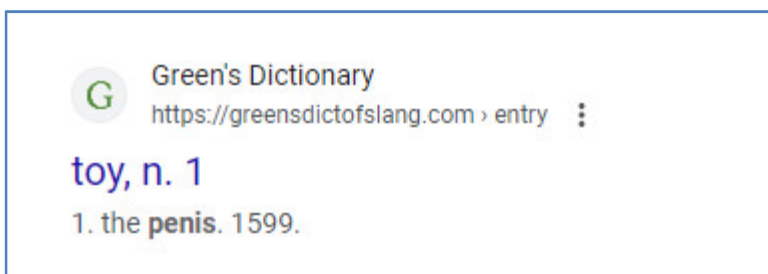 G
Green's Dictionary
https://greensdictofslang.com › entry
toy, n. 1
1. the penis. 1599.